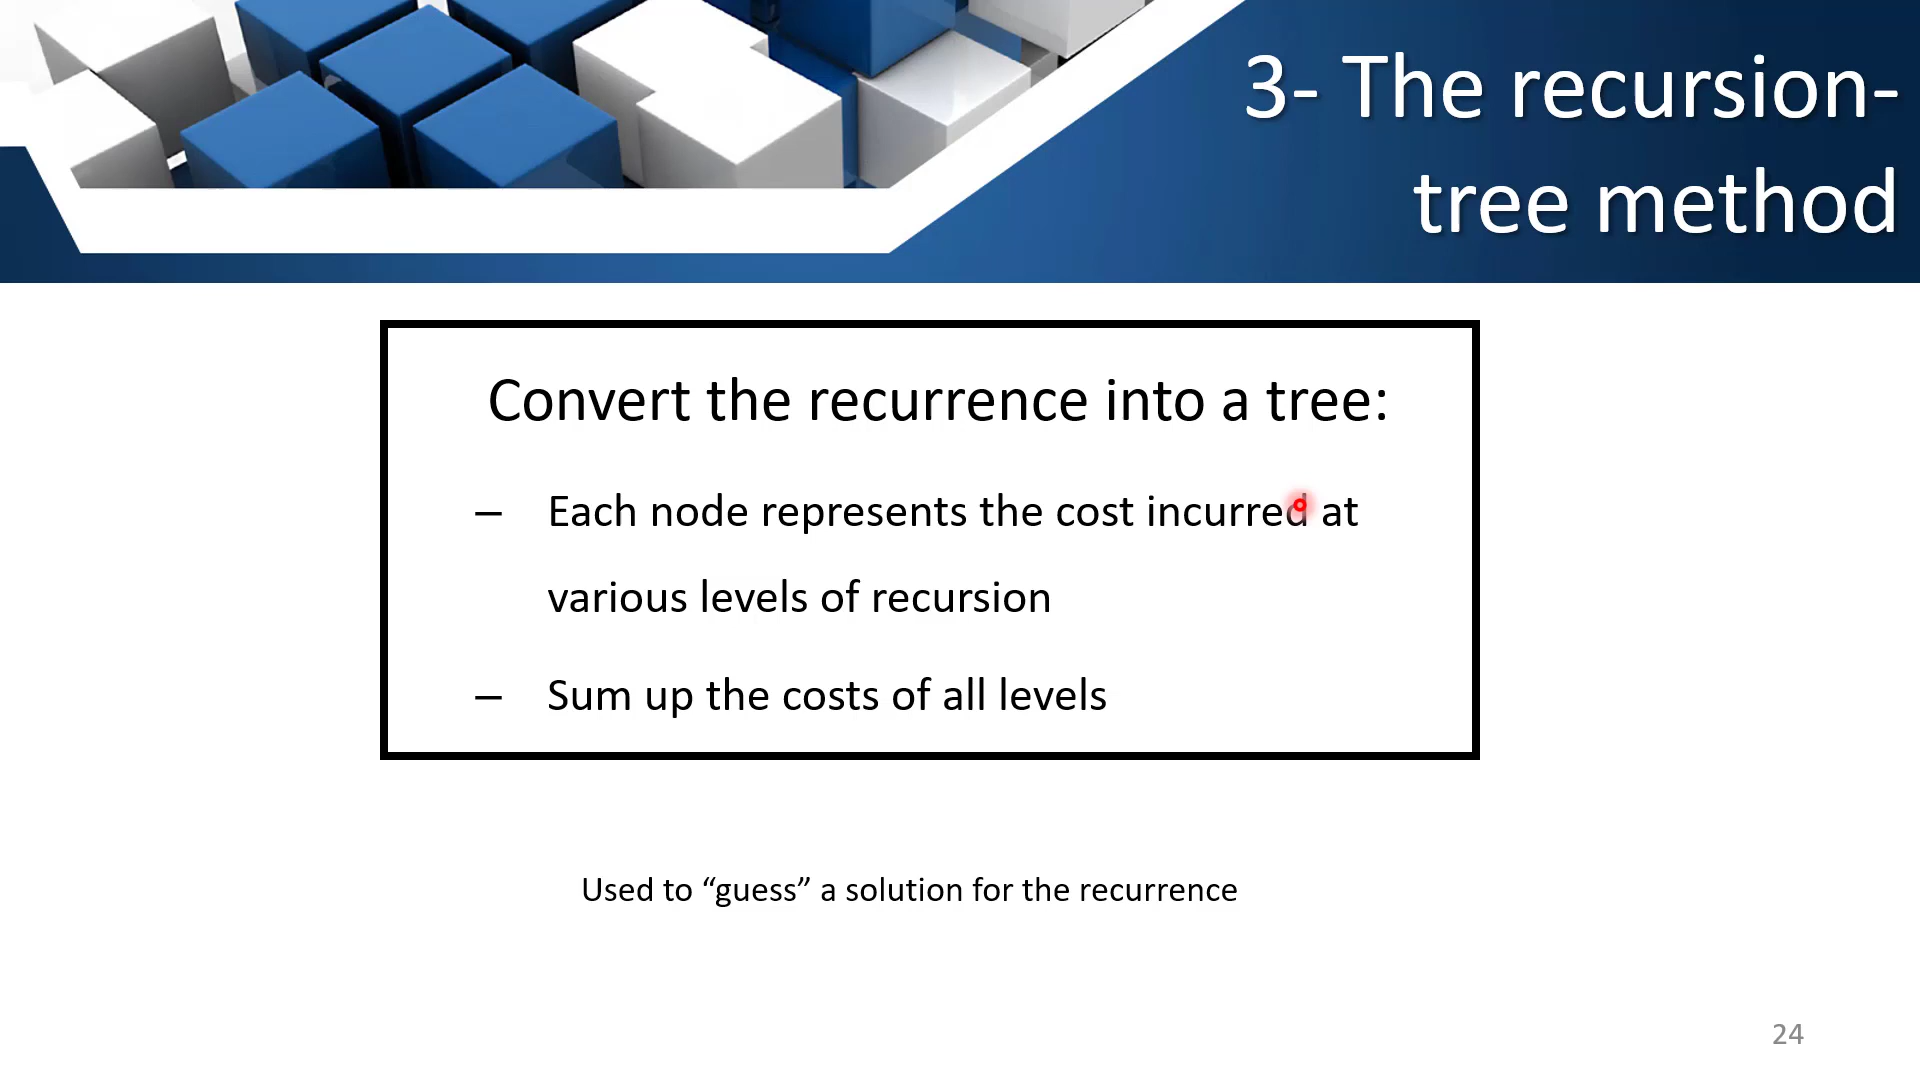 3- The recursion-
tree method
Convert the recurrence into a tree:
– Each node represents the cost incurred at
various levels of recursion
– Sum up the costs of all levels
Used to “guess” a solution for the recurrence
24